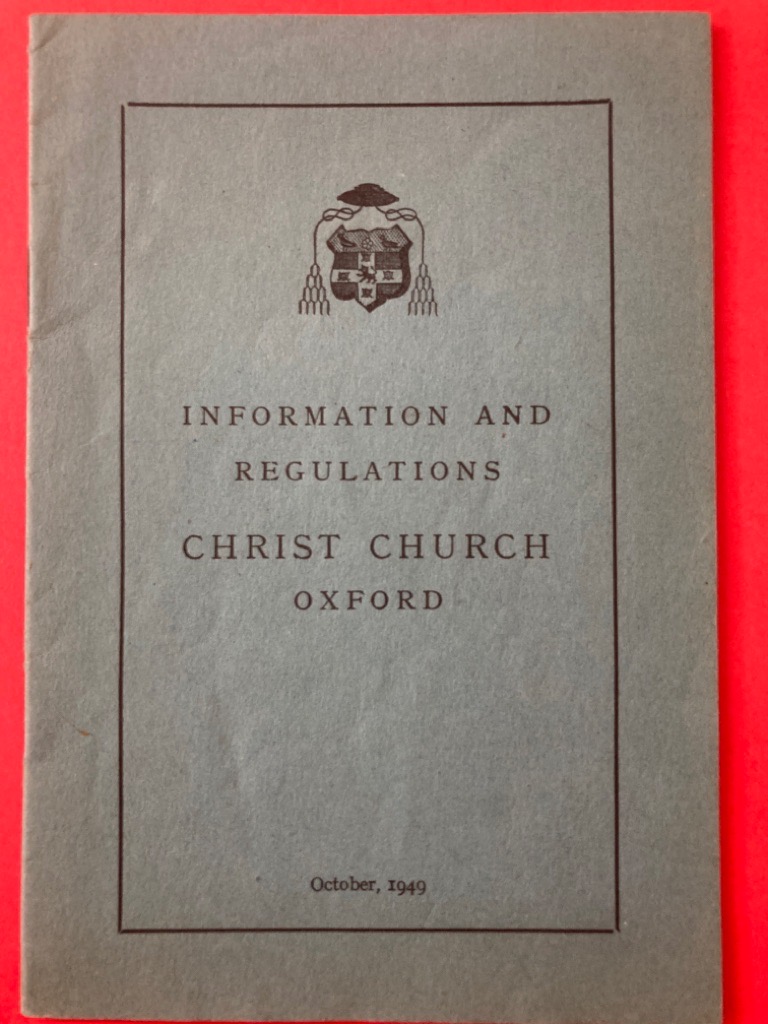 INFORMATION AND
REGULATIONS
CHRIST CHURCH
OXFORD
October, 1949